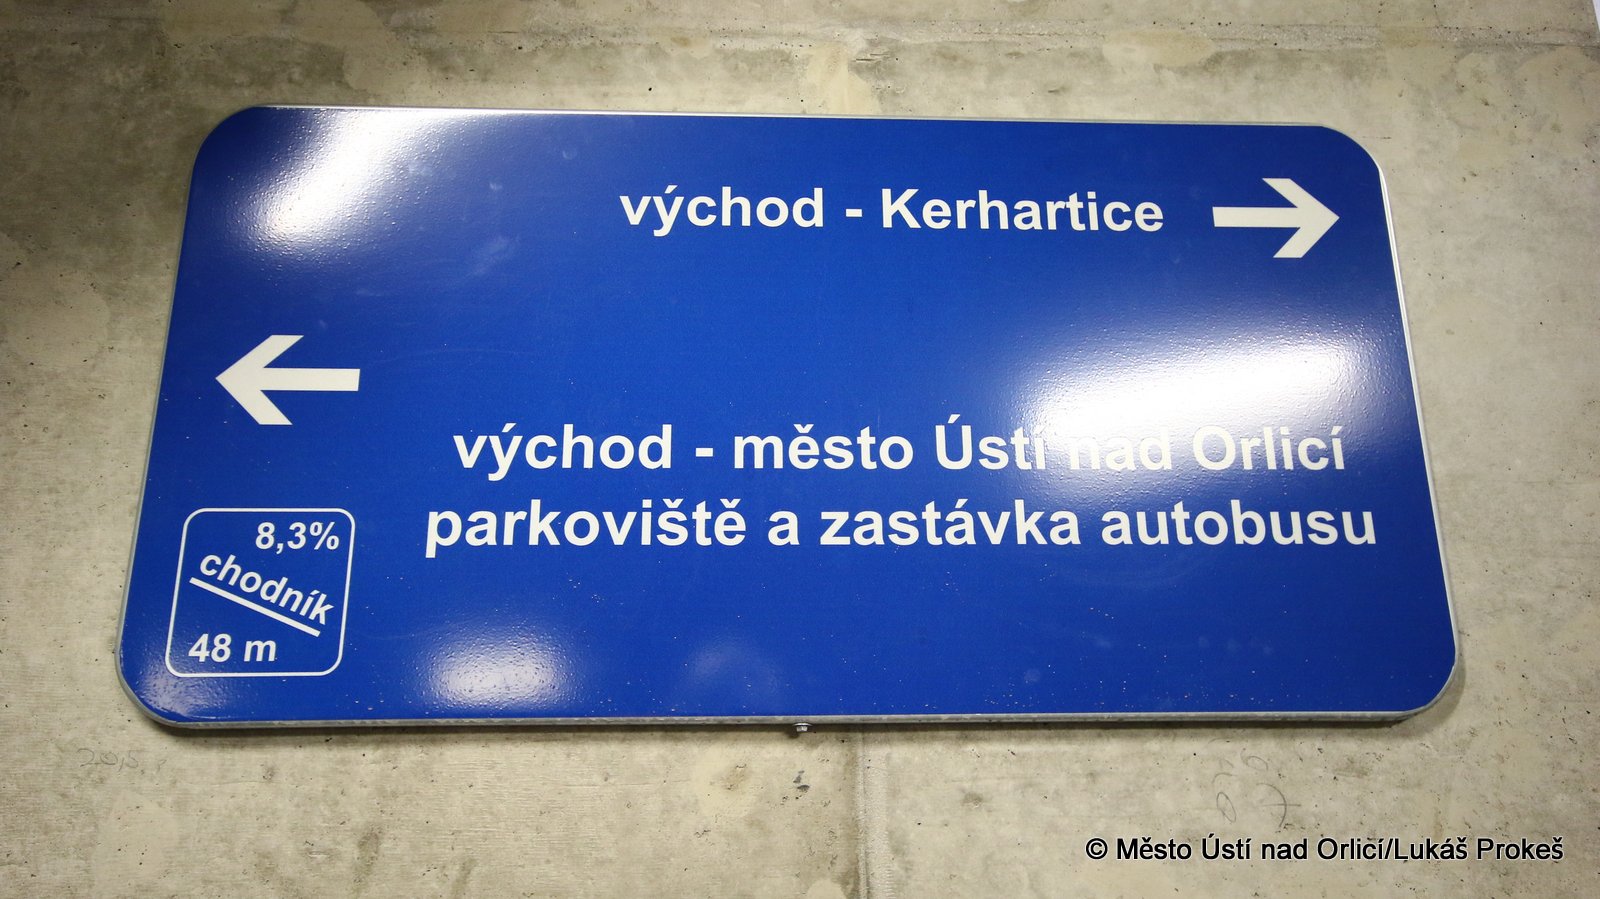 východ - Kerhartice
východ - město Ústí nad Orlicí
parkoviště a zastávka autobusu
8,3%
chodník
48 m
© Město Ústí nad Orlicí/Lukáš Prokeš